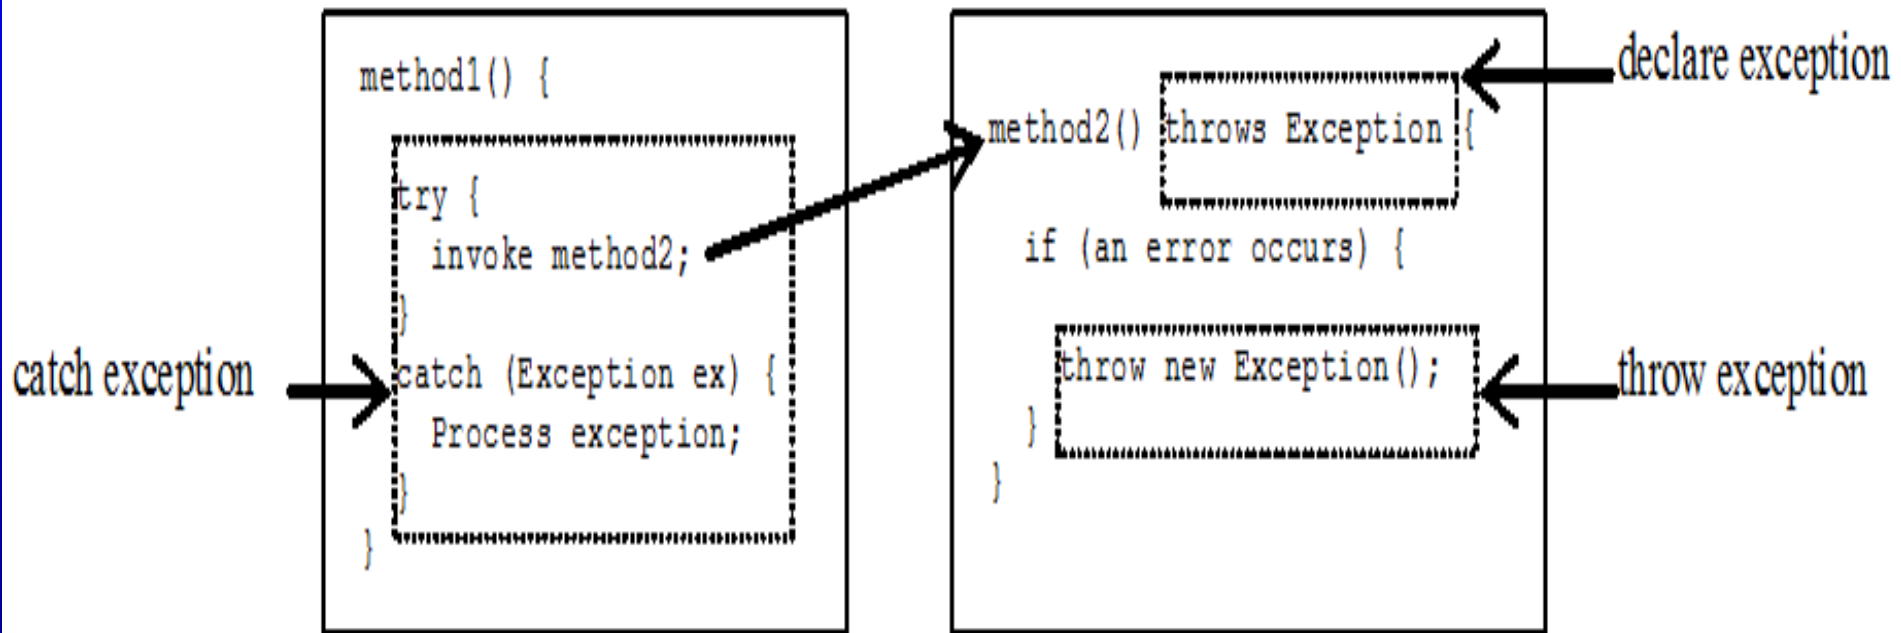 catch exception
method1() {
try {
invoke method2;
}
catch (Exception ex) {
Process exception;
}
}
method2() throws Exception {
if (an error occurs) {
throw new Exception();
}
}
declare exception
throw exception